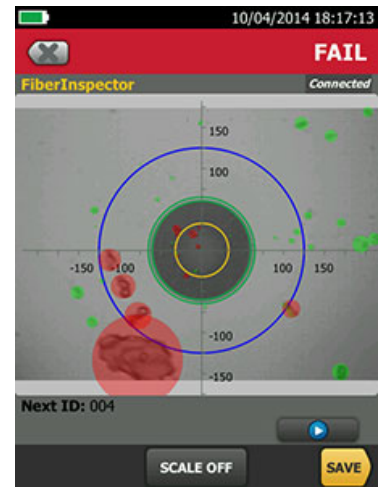 10/04/2014 18:17:13
FAIL
FiberInspector Connected
150
100
-150 -100 100 150
-100
-150
Next ID: 004
SCALE OFF SAVE